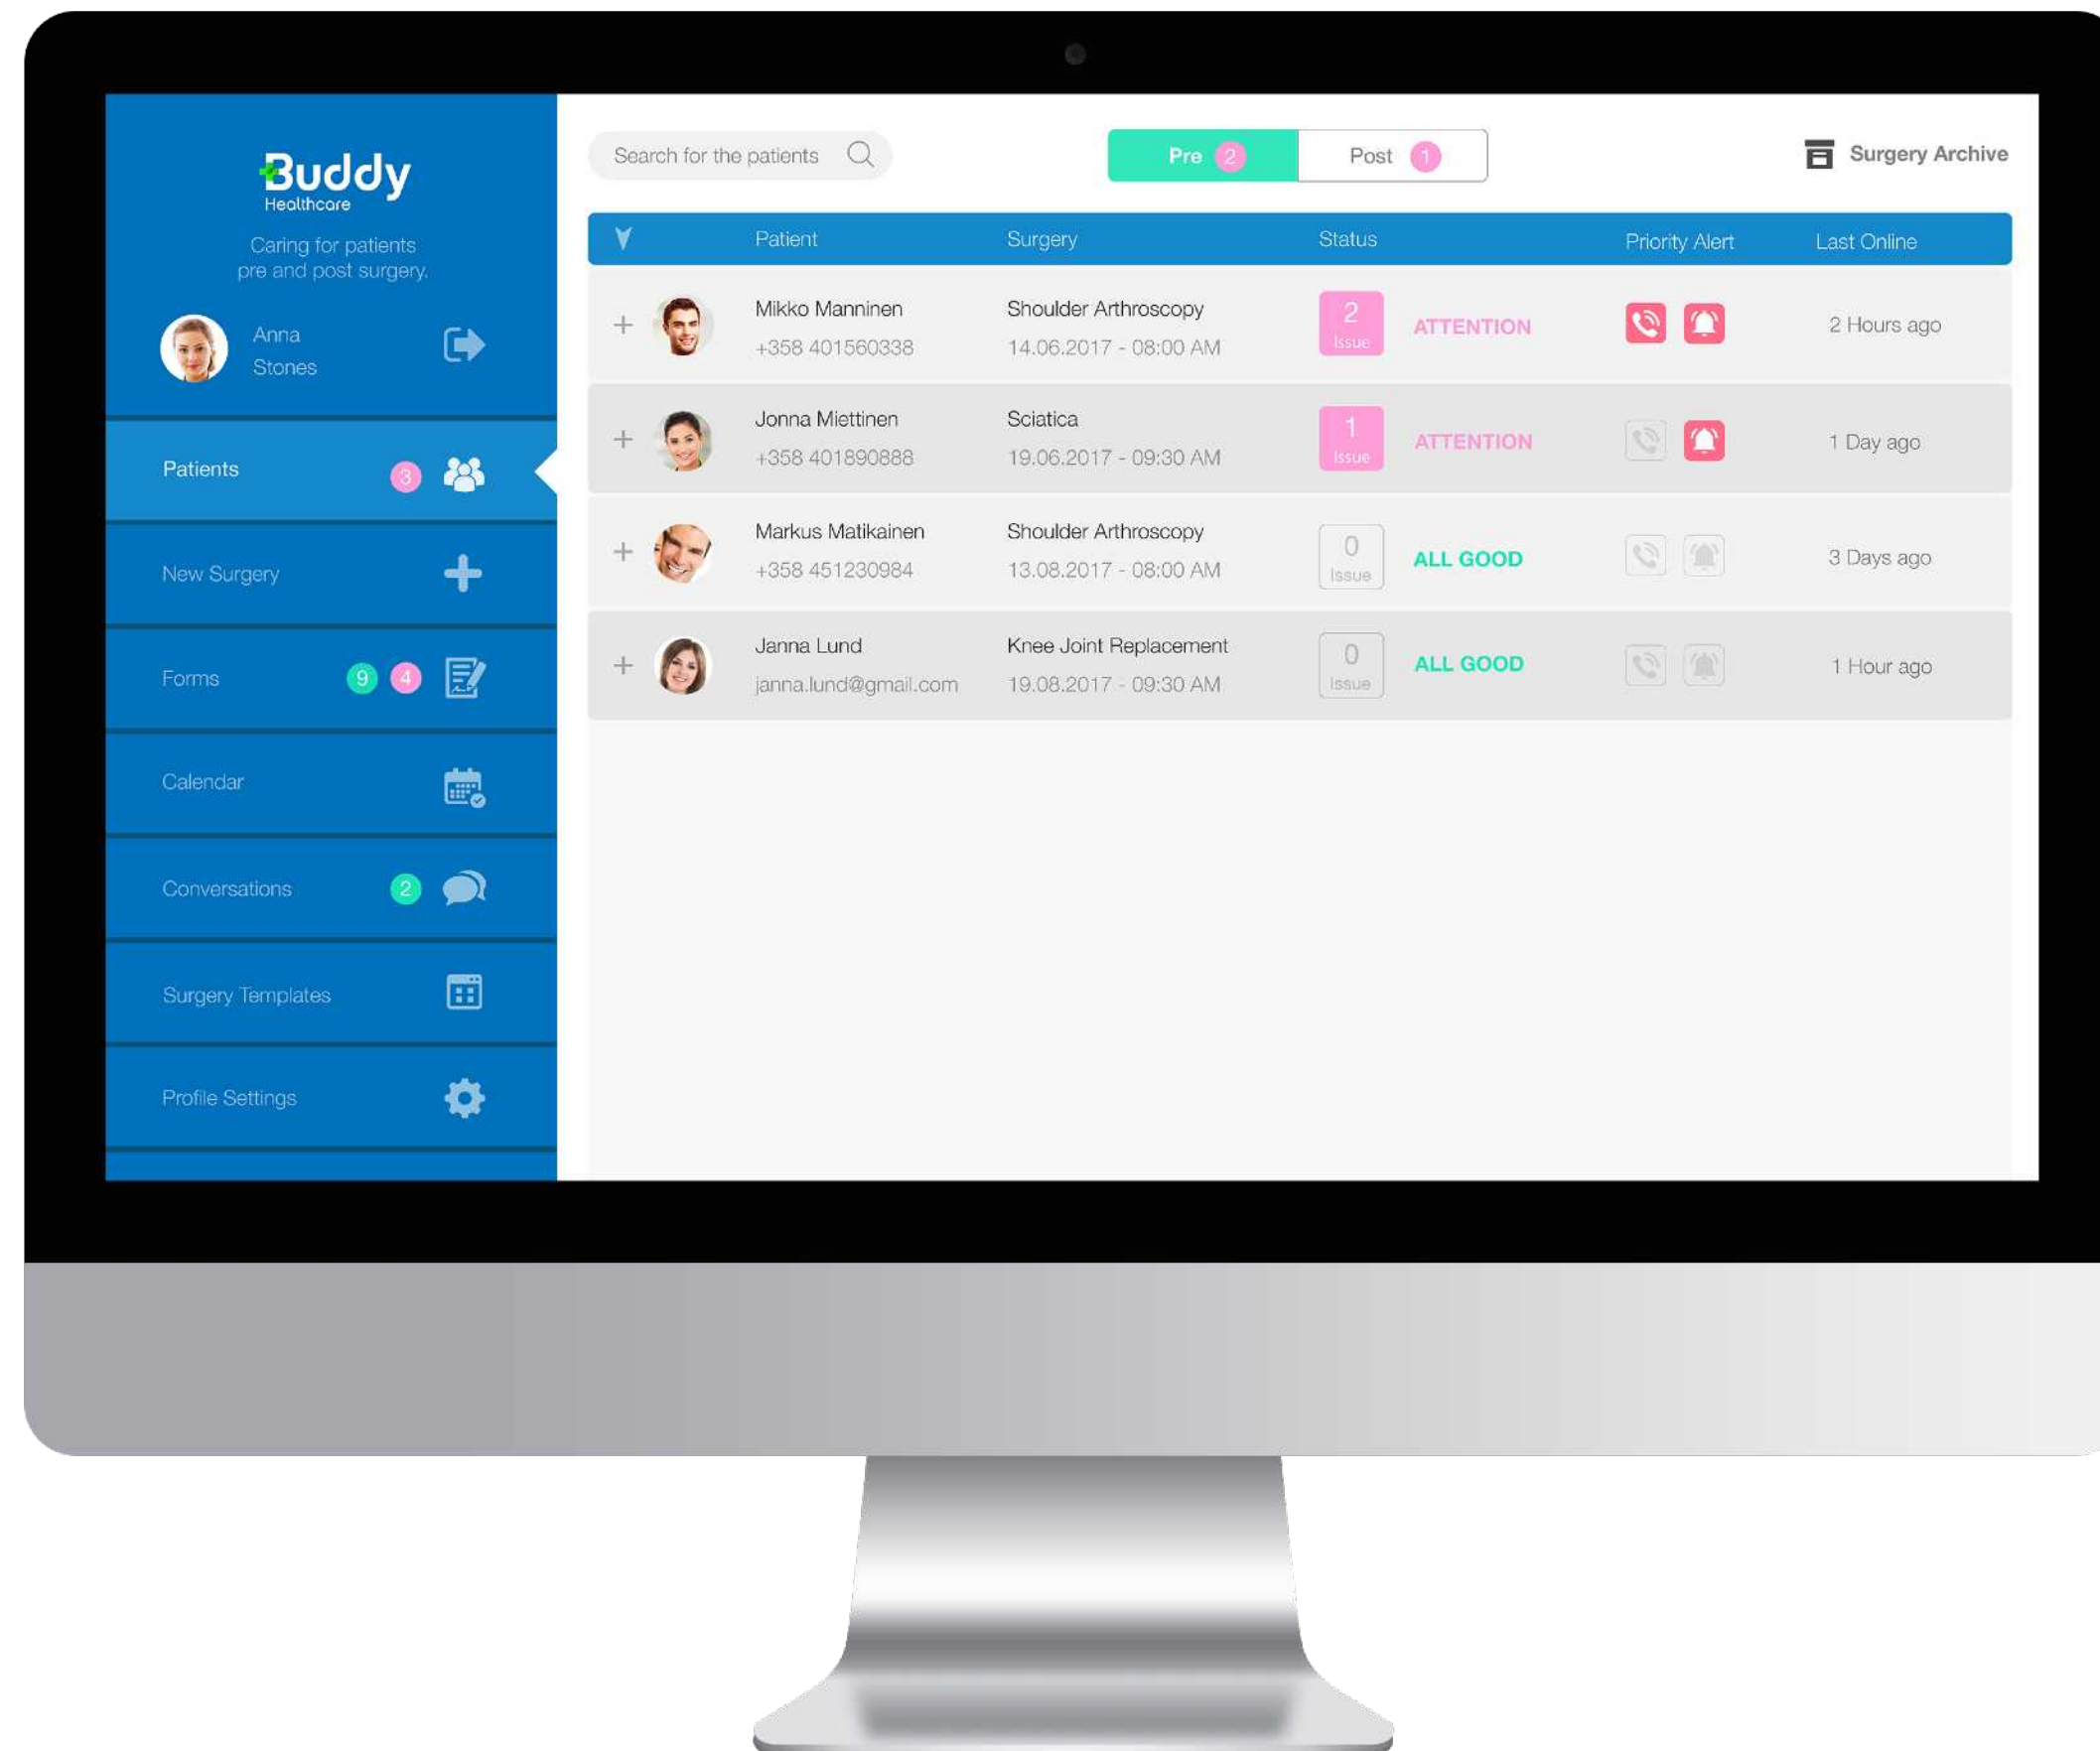 Buddy
Healthcare
Caring for patients
pre and post surgery.
Anna
Stones
Patients 3
New Surgery
Forms 9 4
Calendar
Conversations 2
Surgery Templates
Profile Settings
Search for the patients
Pre 2 Post 1
Surgery Archive
Patient Surgery Status Priority Alert Last Online
Mikko Manninen Shoulder Arthroscopy 2 Issue ATTENTION 2 Hours ago
+358 401560338 14.06.2017 - 08:00 AM
Jonna Miettinen Sciatica 1 Issue ATTENTION 1 Day ago
+358 401890888 19.06.2017 - 09:30 AM
Markus Matikainen Shoulder Arthroscopy 0 Issue ALL GOOD 3 Days ago
+358 451230984 13.08.2017 - 08:00 AM
Janna Lund Knee Joint Replacement 0 Issue ALL GOOD 1 Hour ago
janna.lund@gmail.com 19.08.2017 - 09:30 AM